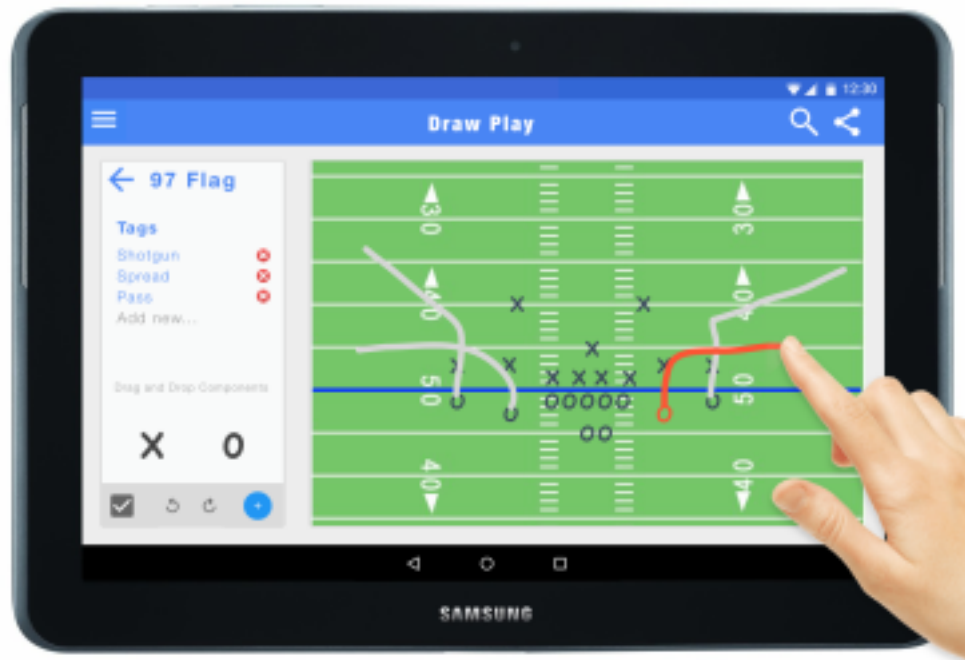 12:30
Draw Play
97 Flag
Tags
Shotgun
Spread
Pass
Add new...
Drag and Drop Components
X O
30 30
40 40
X X
X
X X X X
X X X X
50 50
O O O O O O O
O O
O O
40 40
SAMSUNG